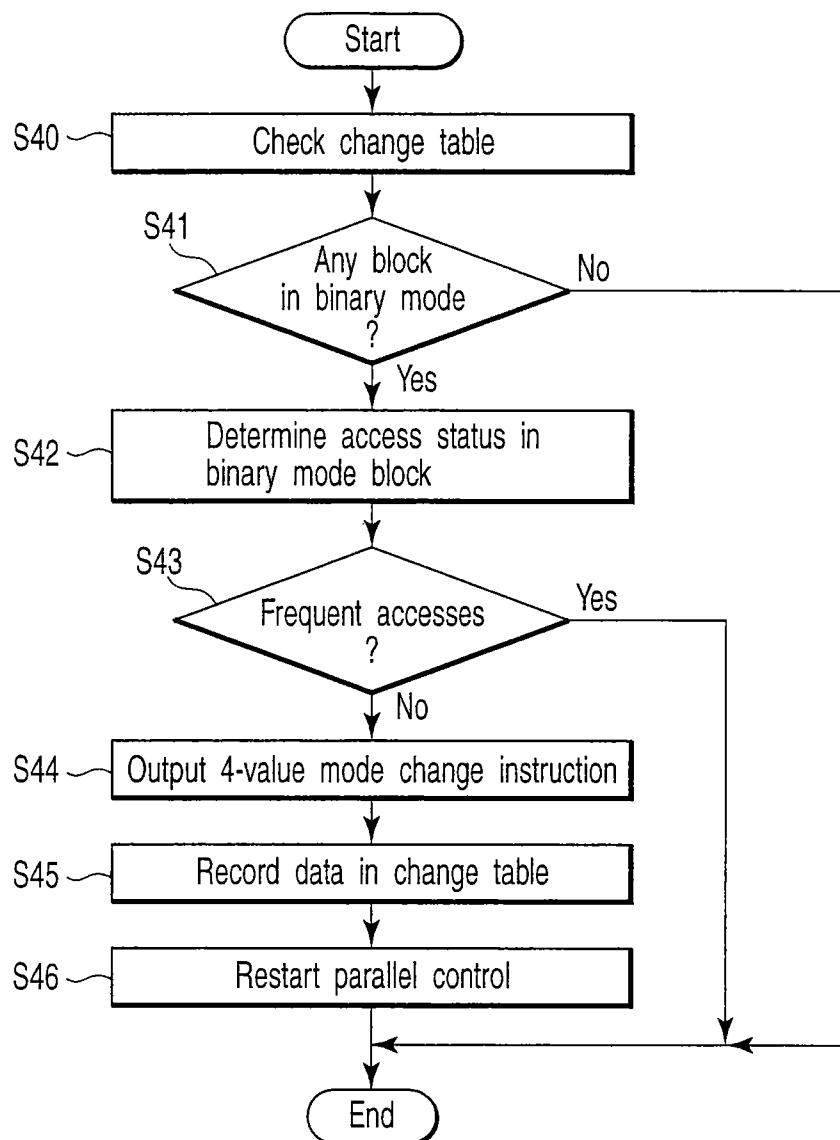 Start
S40
Check change table
S41
Any block
in binary mode
?
No
Yes
S42
Determine access status in
binary mode block
S43
Frequent accesses
?
Yes
No
S44
Output 4-value mode change instruction
S45
Record data in change table
S46
Restart parallel control
End